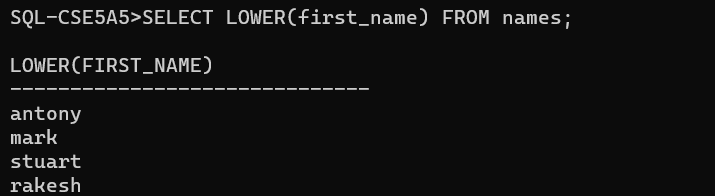 SQL-CSE5A5>SELECT LOWER(first_name) FROM names;
LOWER(FIRST_NAME)
------------------------------
antony
mark
stuart
rakesh